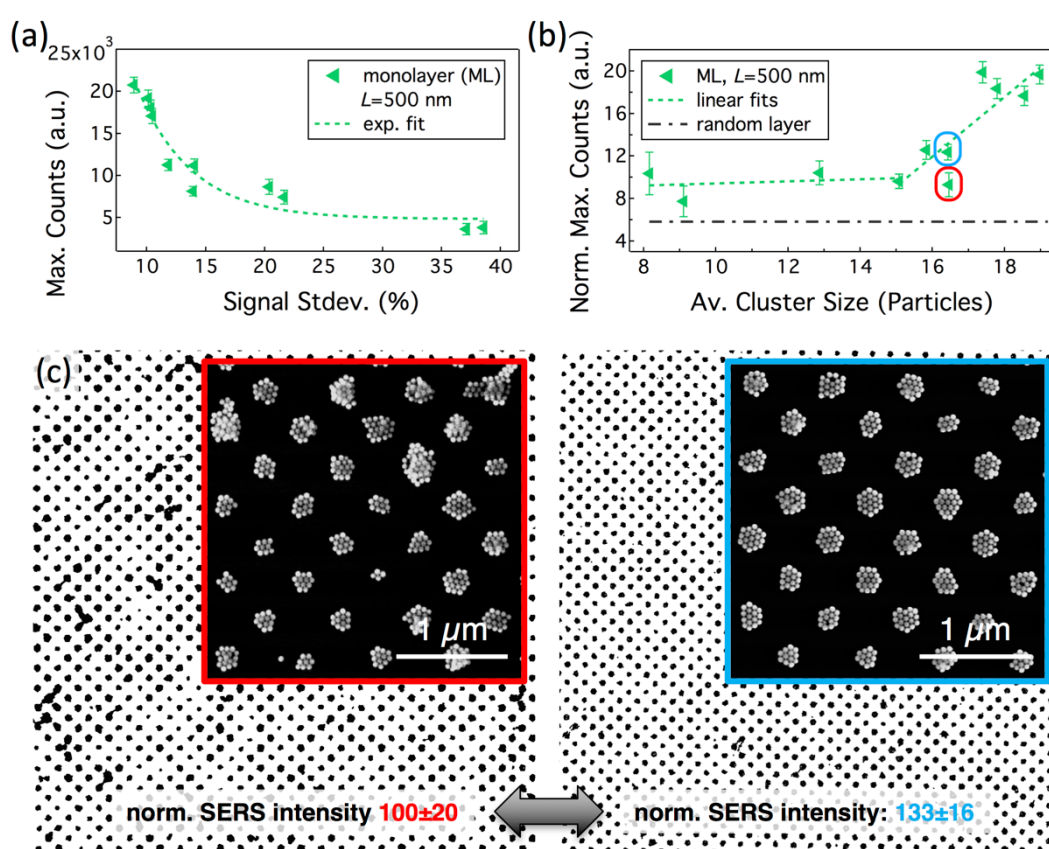 (a)
25x10³
20
15
10
5
Max. Counts (a.u.)
monolayer (ML)
L=500 nm
exp. fit
10 15 20 25 30 35 40
Signal Stdev. (%)
(b)
20
16
12
8
4
Norm. Max. Counts (a.u.)
ML, L=500 nm
linear fits
random layer
8 10 12 14 16 18
Av. Cluster Size (Particles)
(c)
1 µm
1 µm
norm. SERS intensity 100±20
norm. SERS intensity: 133±16